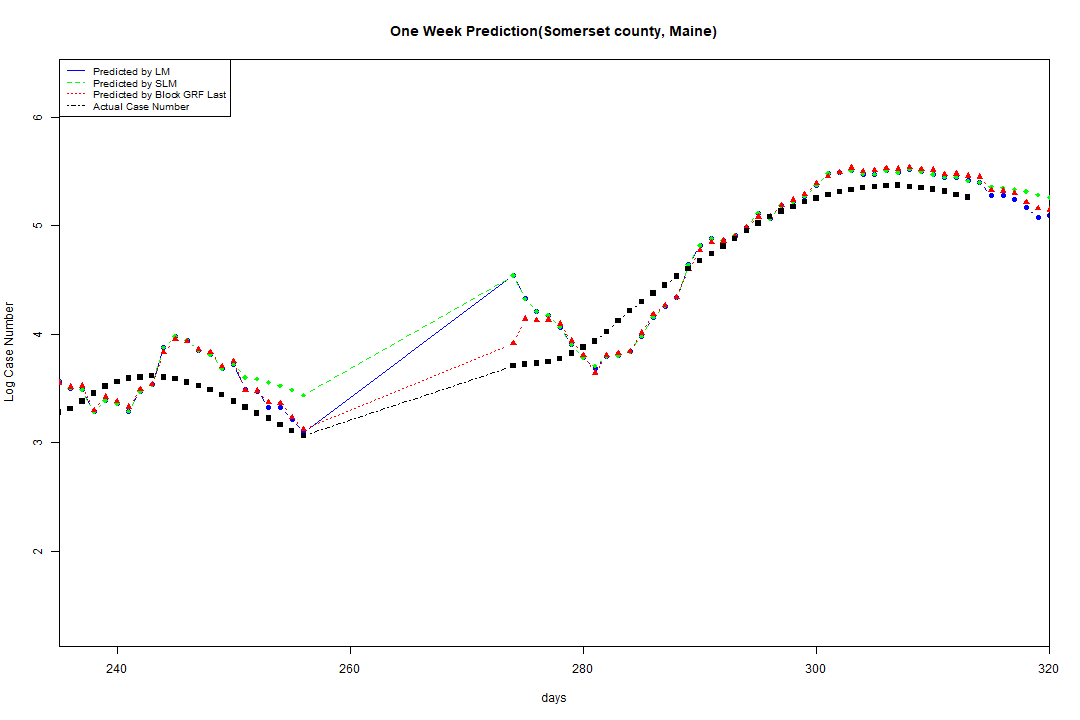 One Week Prediction(Somerset county, Maine)
Predicted by LM
Predicted by SLM
Predicted by Block GRF Last
Actual Case Number
Log Case Number
6
5
4
3
2
240 260 280 300 320
days